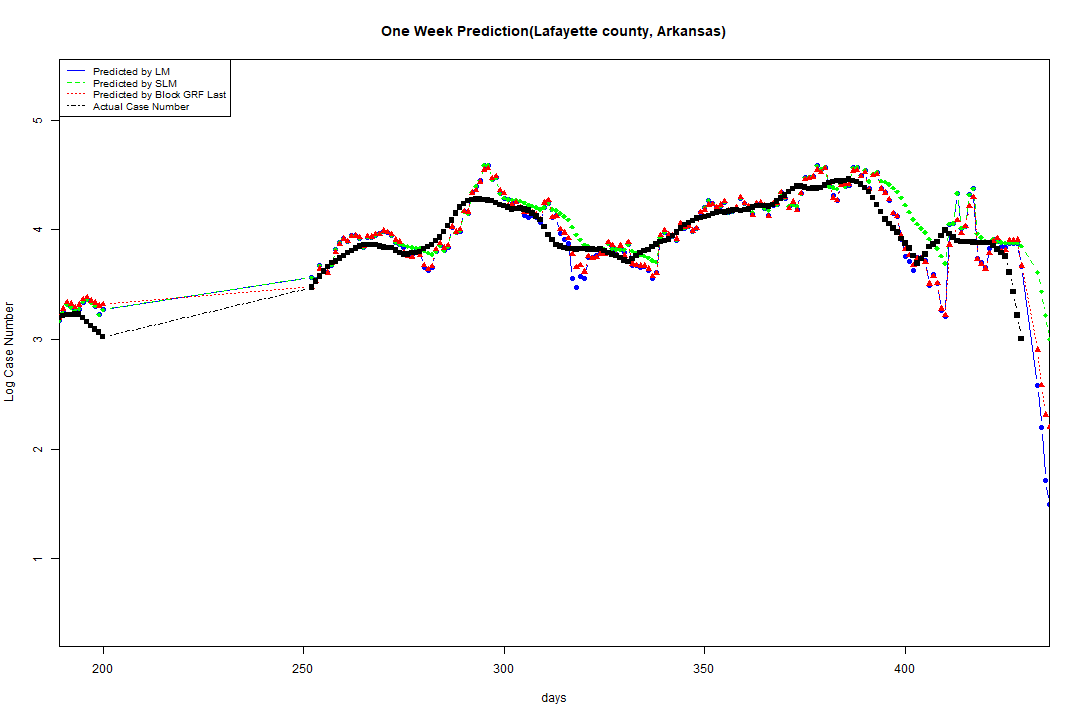 One Week Prediction(Lafayette county, Arkansas)
Predicted by LM
Predicted by SLM
Predicted by Block GRF Last
Actual Case Number
5
4
3
2
1
Log Case Number
200
250
300
350
400
days